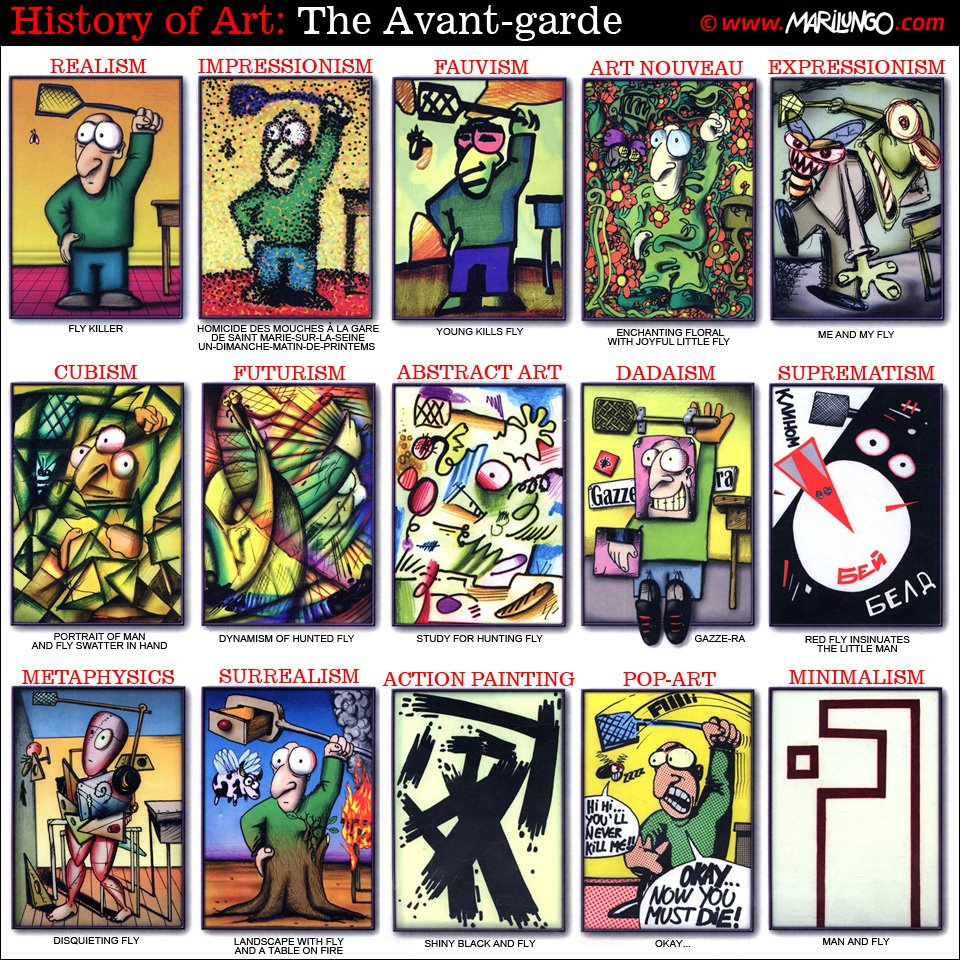 History of Art: The Avant-garde © www.MARILUNGO.com
REALISM
IMPRESSIONISM
FAUVISM
ART NOUVEAU
EXPRESSIONISM
FLY KILLER
HOMICIDE DES MOUCHES À LA GARE
DE SAINT MARIE-SUR-LA-SEINE
UN-DIMANCHE-MATIN-DE-PRINTEMPS
YOUNG KILLS FLY
ENCHANTING FLORAL
WITH JOYFUL LITTLE FLY
ME AND MY FLY
CUBISM
FUTURISM
ABSTRACT ART
DADAISM
SUPREMATISM
Gazze
ra
КЛИНОМ
БЕЙ
БЕЛД
PORTRAIT OF MAN
AND FLY SWATTER IN HAND
DYNAMISM OF HUNTED FLY
STUDY FOR HUNTING FLY
GAZZE-RA
RED FLY INSINUATES
THE LITTLE MAN
METAPHYSICS
SURREALISM
ACTION PAINTING
POP-ART
MINIMALISM
FIIII
ZZZZ
Hi Hi...
YOU'LL
NEVER
KILL ME!!
OKAY...
NOW YOU
MUST DIE!
DISQUIETING FLY
LANDSCAPE WITH FLY
AND A TABLE ON FIRE
SHINY BLACK AND FLY
OKAY...
MAN AND FLY